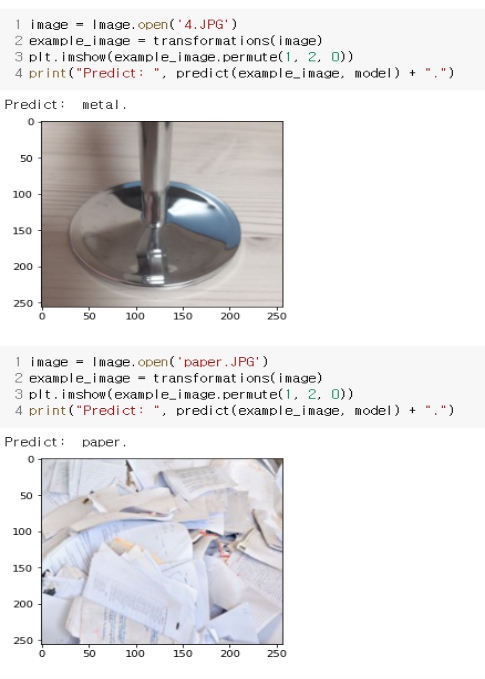 1 image = Image.open('4.JPG')
2 example_image = transformations(image)
3 plt.imshow(example_image.permute(1, 2, 0))
4 print("Predict: ", predict(example_image, model) + ".")
Predict:  metal.
0
50
100
150
200
250
0 50 100 150 200 250
1 image = Image.open('paper.JPG')
2 example_image = transformations(image)
3 plt.imshow(example_image.permute(1, 2, 0))
4 print("Predict: ", predict(example_image, model) + ".")
Predict:  paper.
0
50
100
150
200
250
0 50 100 150 200 250